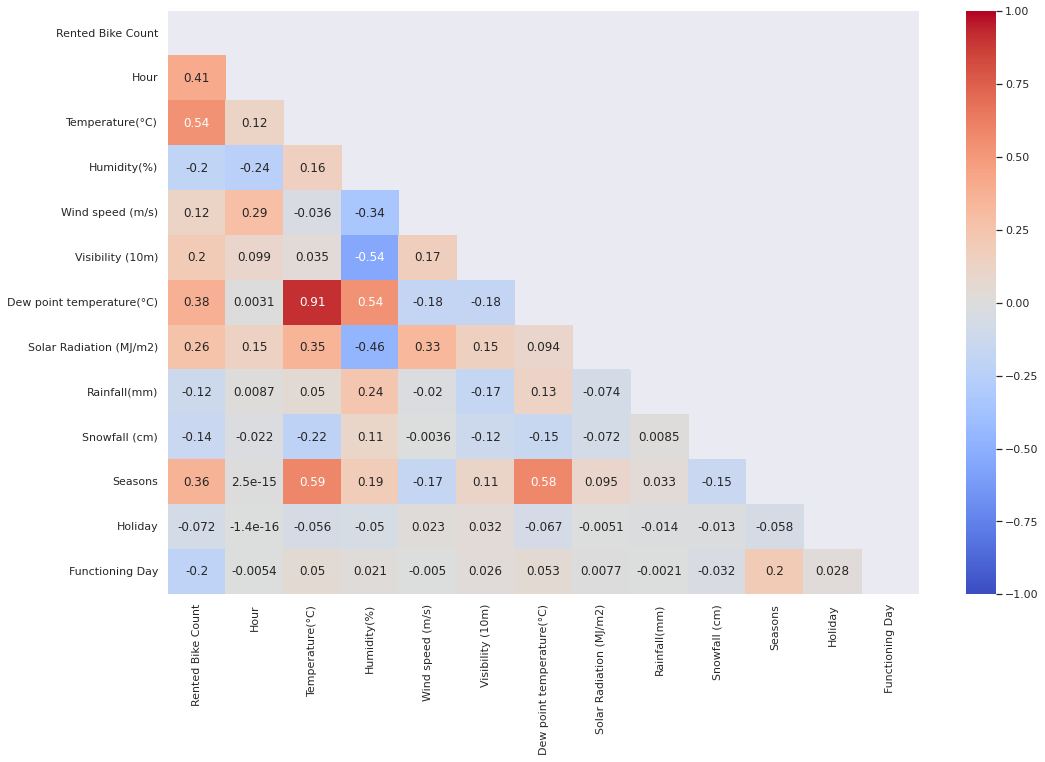 Rented Bike Count
Hour
0.41
Temperature(°C)
0.54 0.12
Humidity(%)
-0.2 -0.24 0.16
Wind speed (m/s)
0.12 0.29 -0.036 -0.34
Visibility (10m)
0.2 0.099 0.035 -0.54 0.17
Dew point temperature(°C)
0.38 0.0031 0.91 0.54 -0.18 -0.18
Solar Radiation (MJ/m2)
0.26 0.15 0.35 -0.46 0.33 0.15 0.094
Rainfall(mm)
-0.12 0.0087 0.05 0.24 -0.02 -0.17 0.13 -0.074
Snowfall (cm)
-0.14 -0.022 -0.22 0.11 -0.0036 -0.12 -0.15 -0.072 0.0085
Seasons
0.36 2.5e-15 0.59 0.19 -0.17 0.11 0.58 0.095 0.033 -0.15
Holiday
-0.072 -1.4e-16 -0.056 -0.05 0.023 0.032 -0.067 -0.0051 -0.014 -0.013 -0.058
Functioning Day
-0.2 -0.0054 0.05 0.021 -0.005 0.026 0.053 0.0077 -0.0021 -0.032 0.2 0.028
Rented Bike Count
Hour
Temperature(°C)
Humidity(%)
Wind speed (m/s)
Visibility (10m)
Dew point temperature(°C)
Solar Radiation (MJ/m2)
Rainfall(mm)
Snowfall (cm)
Seasons
Holiday
Functioning Day
1.00
0.75
0.50
0.25
0.00
−0.25
−0.50
−0.75
−1.00